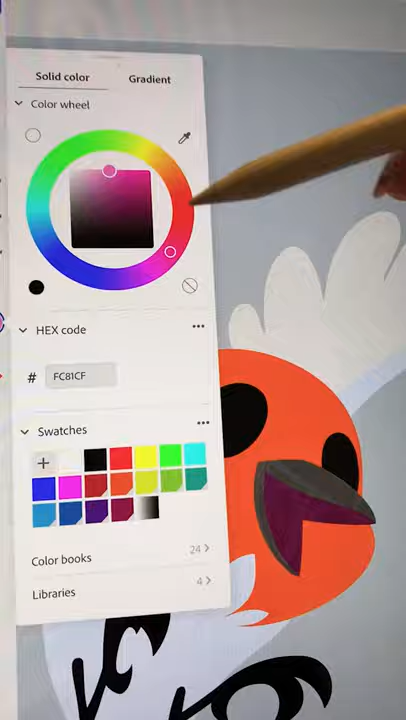 Solid color
Gradient
Color wheel
HEX code
#
FC81CF
Swatches
Color books
24
Libraries
4